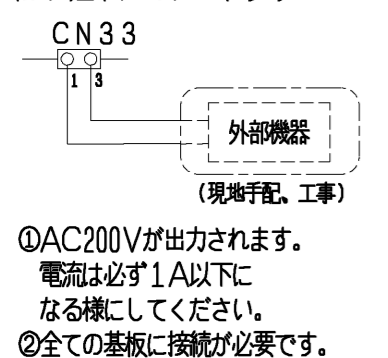 CN33
1 3
外部機器
(現地手配、工事)
①AC200Vが出力されます。
電流は必ず1A以下に
なる様にしてください。
②全ての基板に接続が必要です。